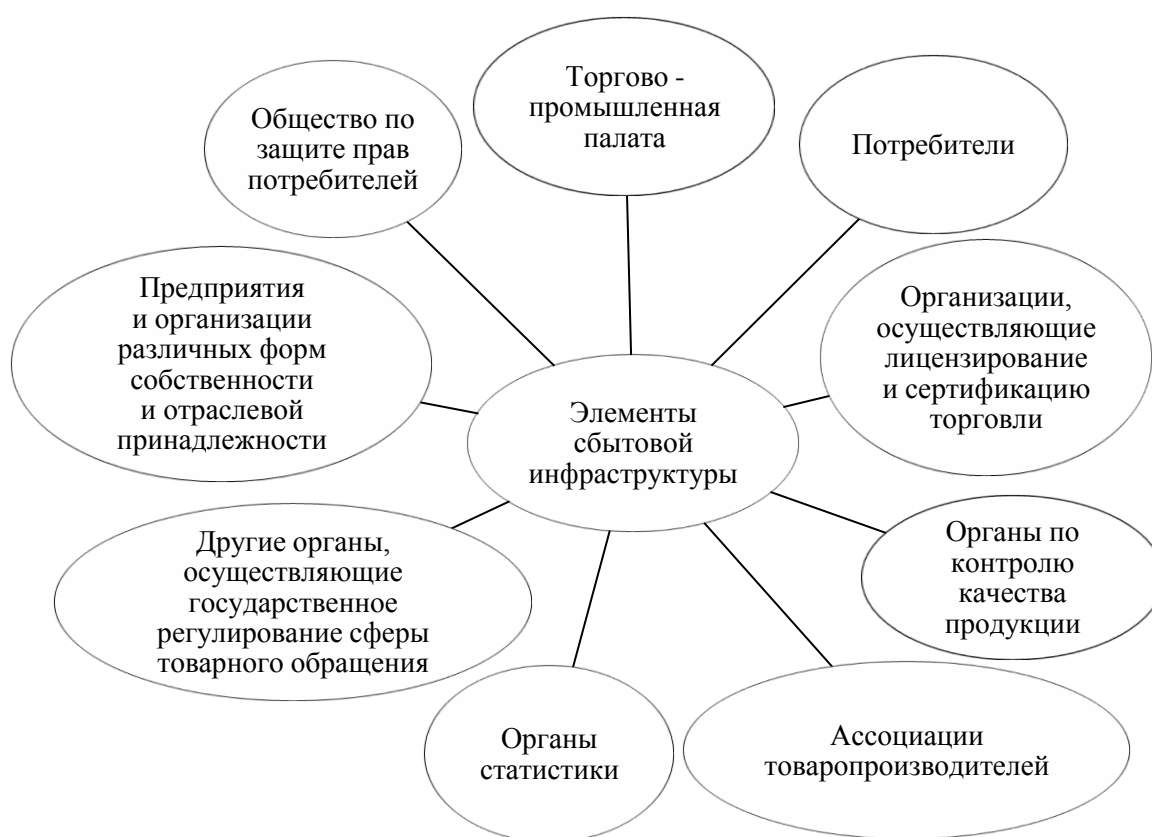 Торгово -
промышленная
палата
Общество по
защите прав
потребителей
Потребители
Предприятия
и организации
различных форм
собственности
и отраслевой
принадлежности
Организации,
осуществляющие
лицензирование
и сертификацию
торговли
Элементы
сбытовой
инфраструктуры
Другие органы,
осуществляющие
государственное
регулирование сферы
товарного обращения
Органы по
контролю
качества
продукции
Органы
статистики
Ассоциации
товаропроизводителей